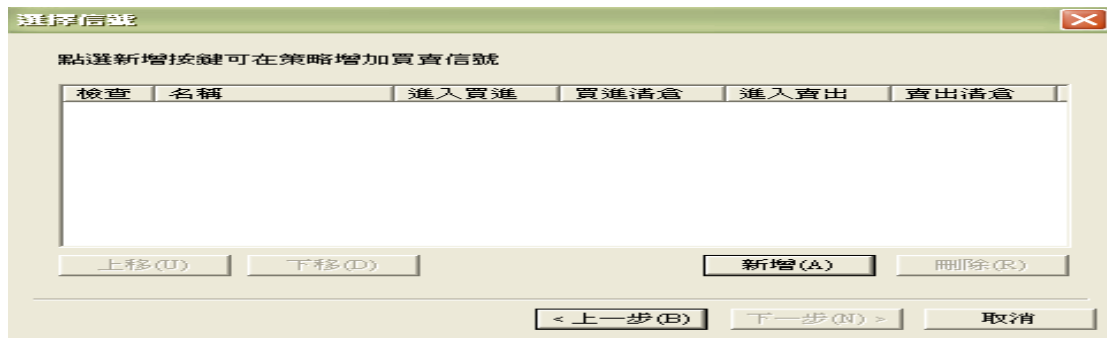 選擇信號
點選新增按鍵可在策略增加買賣信號
檢查 名稱 進入買進 買進清倉 進入賣出 賣出清倉
上移(U) 下移(D) 新增(A) 刪除(R)
< 上一步(B) 下一步(N) > 取消